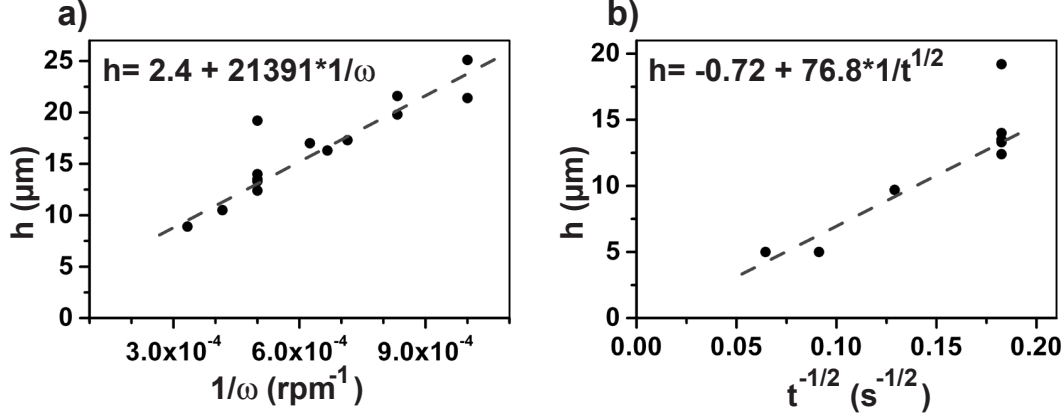 a)
h= 2.4 + 21391*1/ω
h (µm)
25
20
15
10
5
0
3.0x10⁻⁴ 6.0x10⁻⁴ 9.0x10⁻⁴
1/ω (rpm⁻¹)
b)
h= -0.72 + 76.8*1/t^1/2
h (µm)
20
15
10
5
0
0.00 0.05 0.10 0.15 0.20
t^-1/2 (s^-1/2)